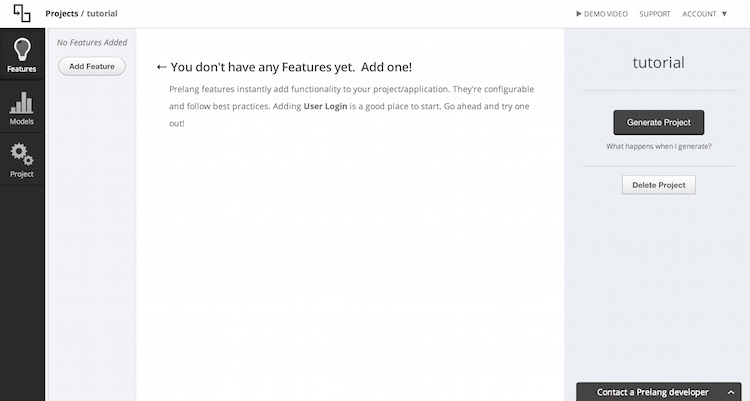 Projects / tutorial
DEMO VIDEO
SUPPORT
ACCOUNT
Features
Models
Project
No Features Added
Add Feature
← You don't have any Features yet. Add one!
Prelang features instantly add functionality to your project/application. They're configurable
and follow best practices. Adding User Login is a good place to start. Go ahead and try one
out!
tutorial
Generate Project
What happens when I generate?
Delete Project
Contact a Prelang developer